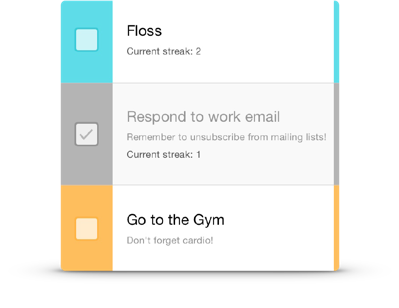 Floss
Current streak: 2
Respond to work email
Remember to unsubscribe from mailing lists!
Current streak: 1
Go to the Gym
Don't forget cardio!